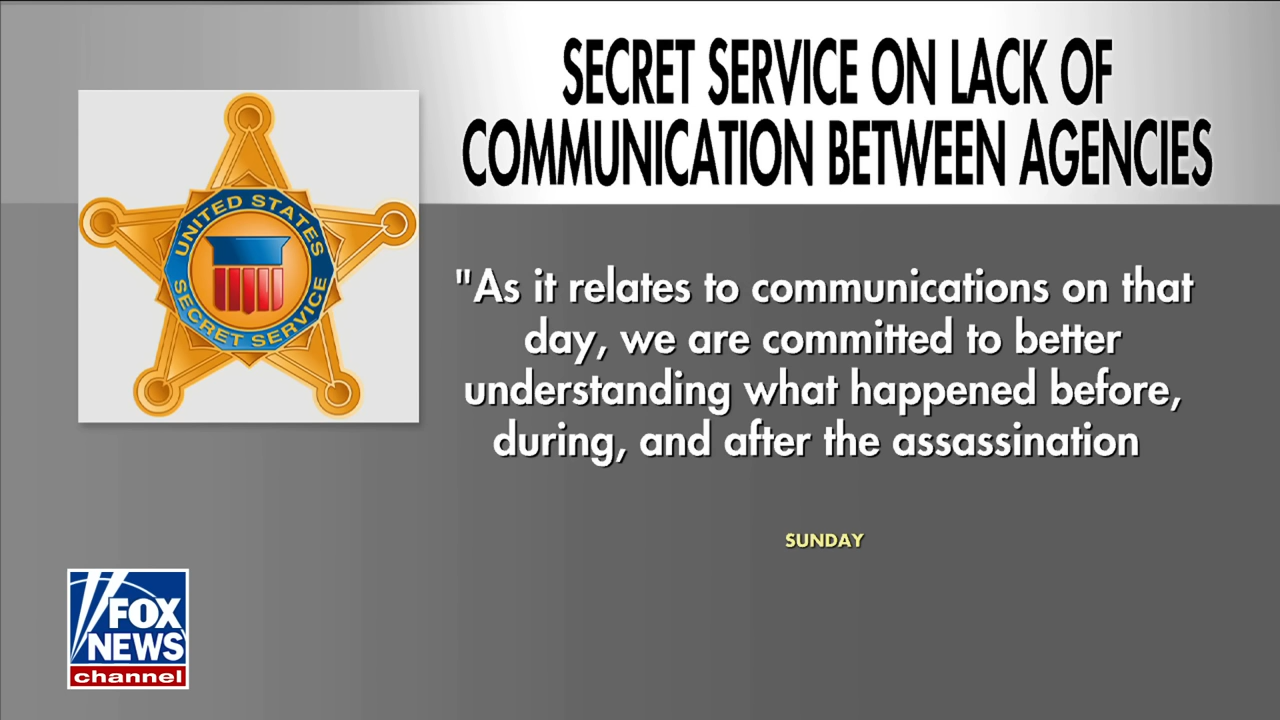 SECRET SERVICE ON LACK OF
COMMUNICATION BETWEEN AGENCIES
UNITED STATES
SECRET SERVICE
"As it relates to communications on that
day, we are committed to better
understanding what happened before,
during, and after the assassination
SUNDAY
FOX
NEWS
channel